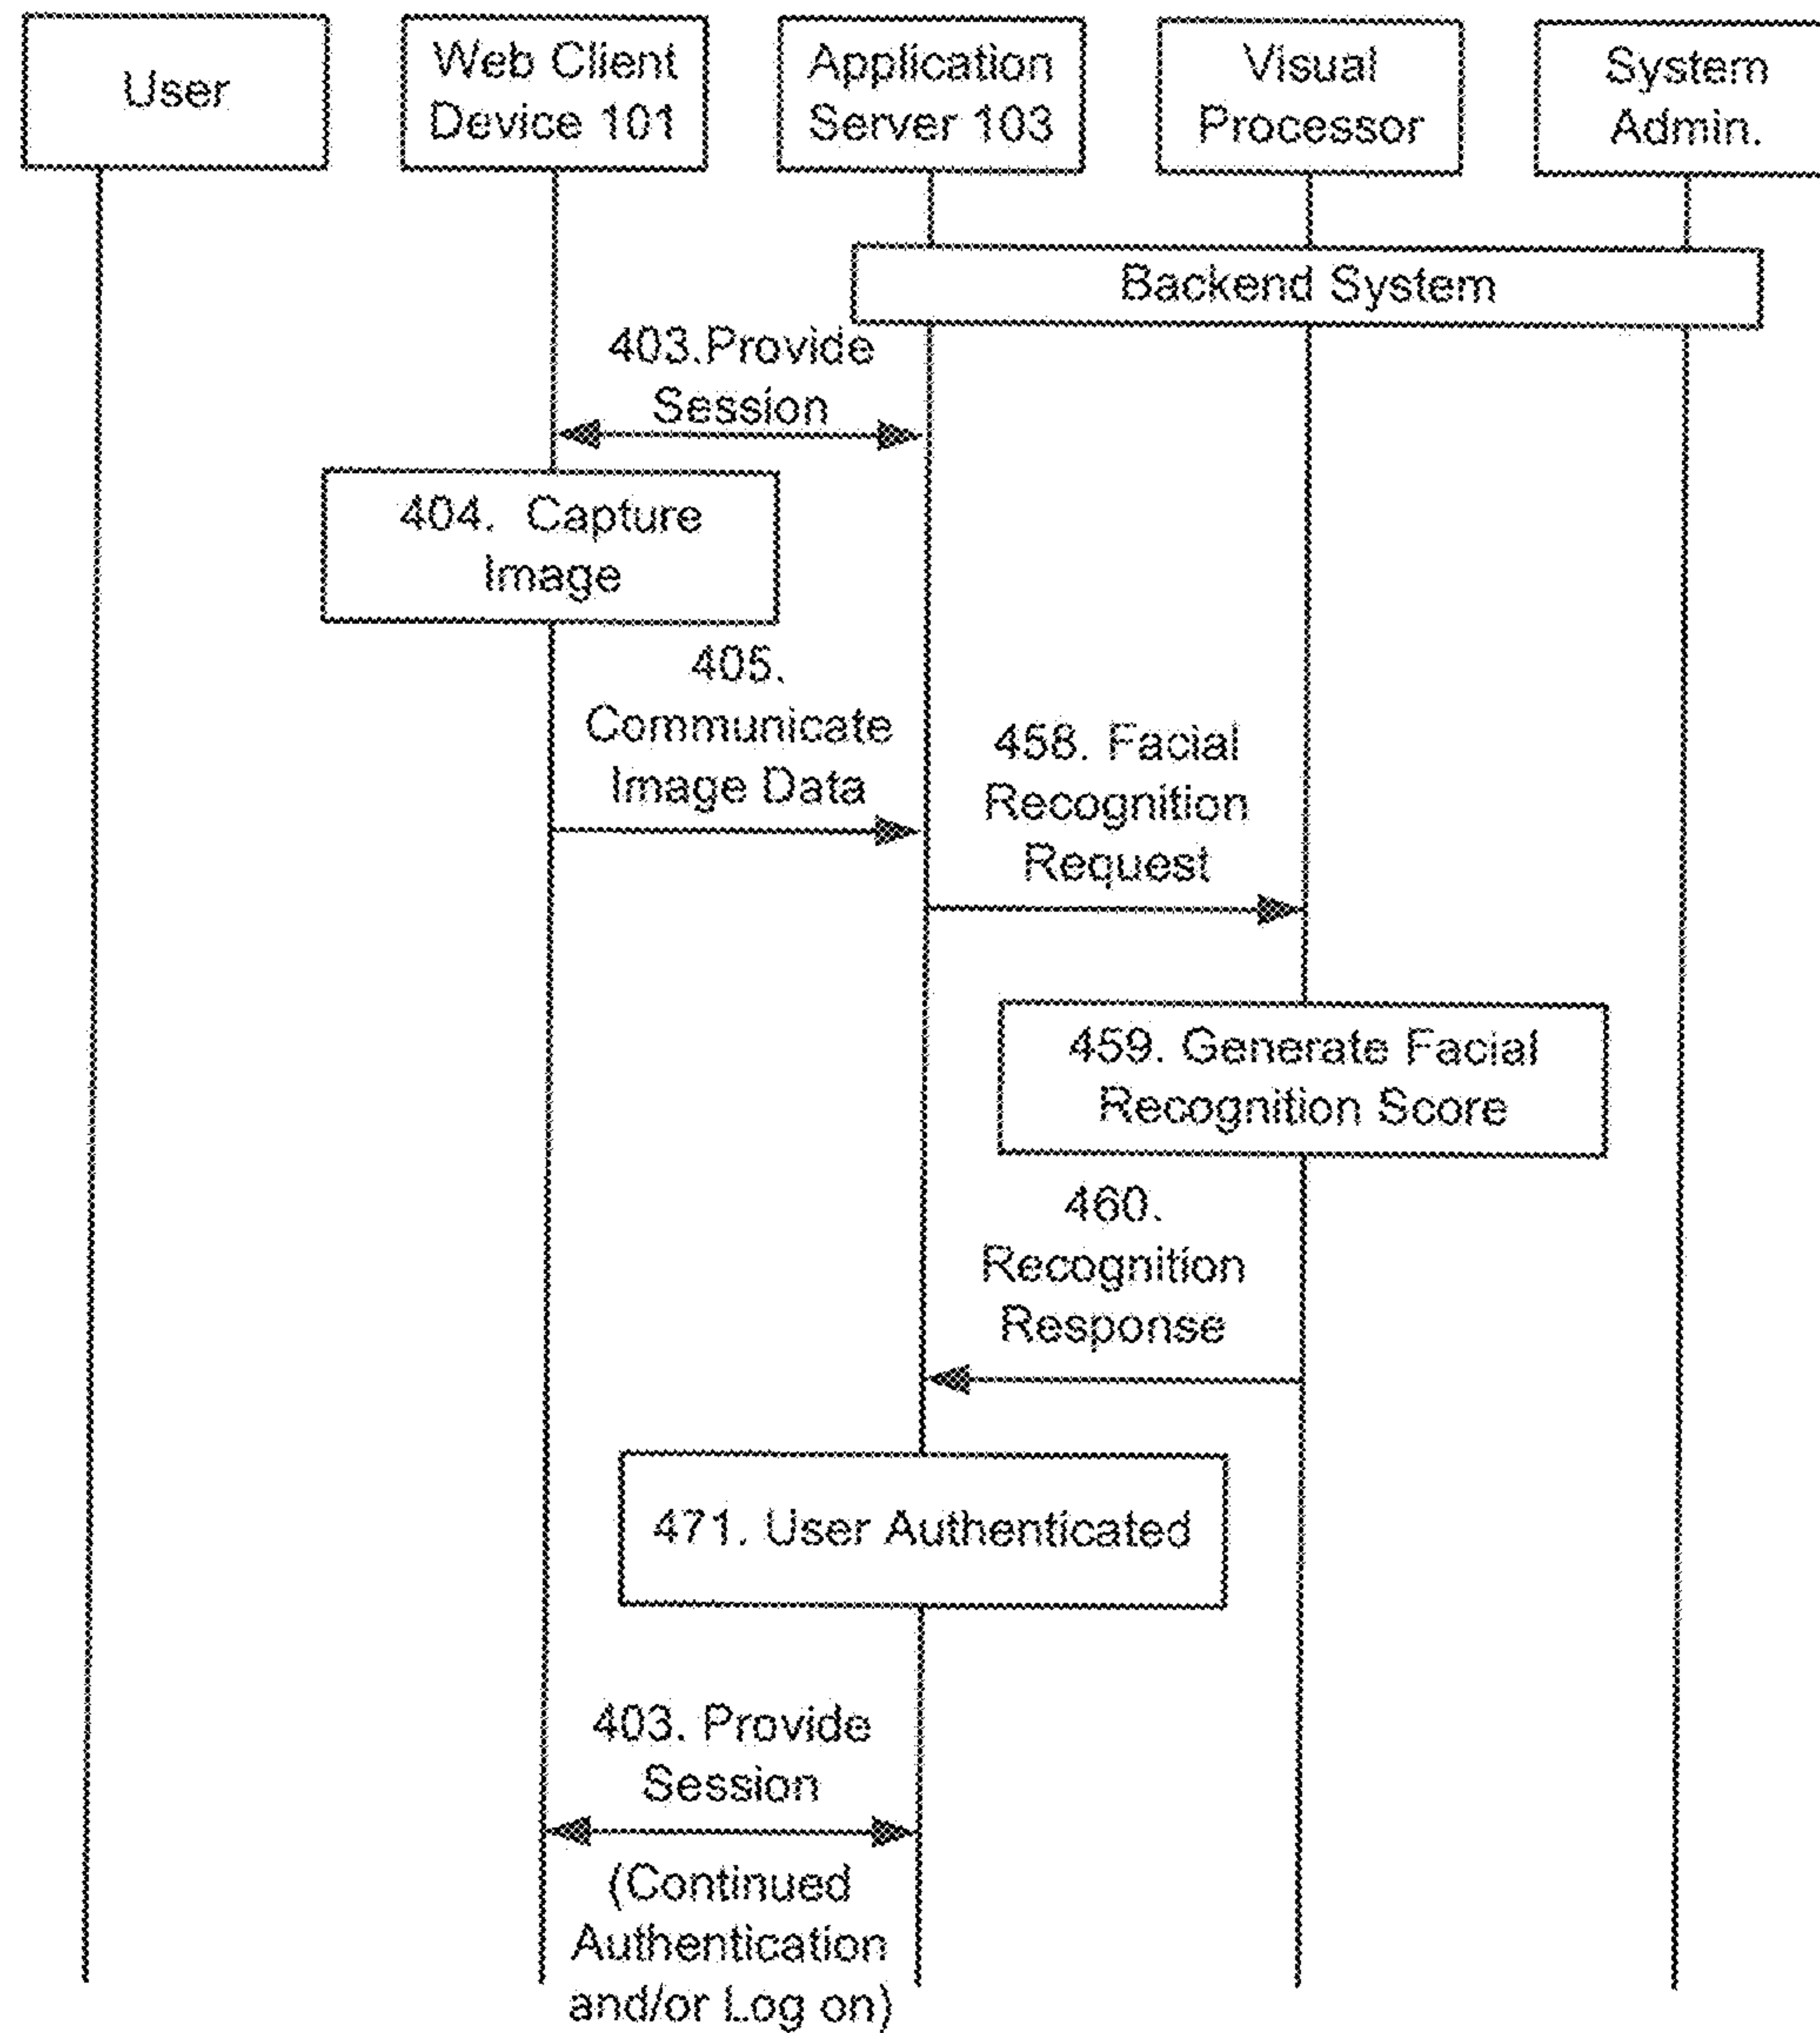 User
Web Client
Device 101
Application
Server 103
Visual
Processor
System
Admin.
Backend System
403.Provide
Session
404. Capture
Image
405.
Communicate
Image Data
458. Facial
Recognition
Request
459. Generate Facial
Recognition Score
460.
Recognition
Response
471. User Authenticated
403. Provide
Session
(Continued
Authentication
and/or Log on)